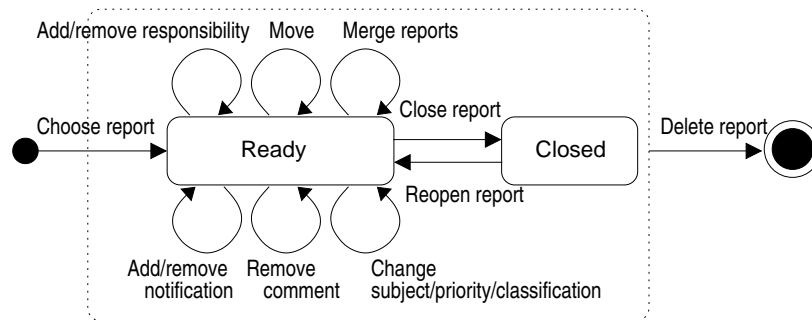 Add/remove responsibility
Move
Merge reports
Choose report
Ready
Close report
Closed
Delete report
Reopen report
Add/remove
notification
Remove
comment
Change
subject/priority/classification